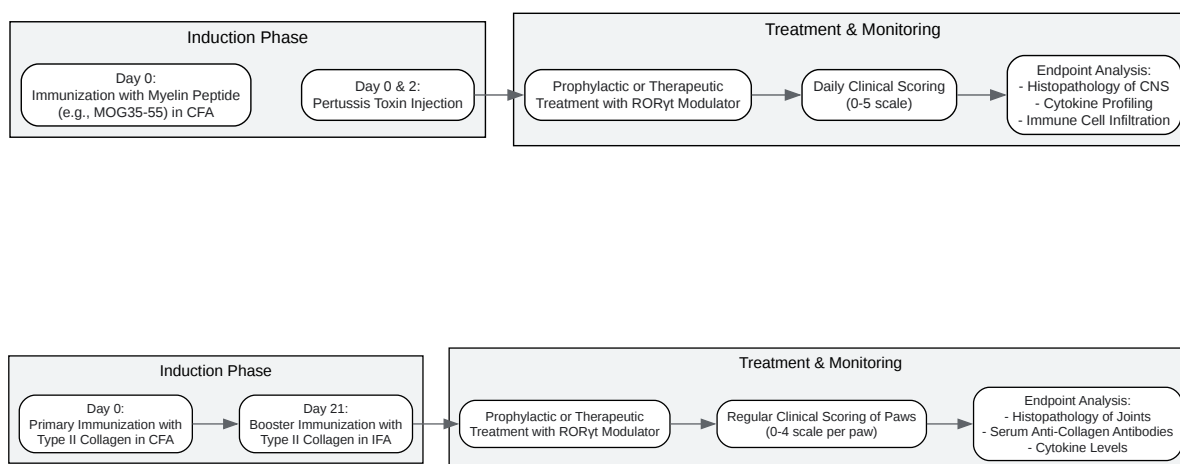 Induction Phase
Day 0:
Immunization with Myelin Peptide
(e.g., MOG35-55) in CFA
Day 0 & 2:
Pertussis Toxin Injection
Treatment & Monitoring
Prophylactic or Therapeutic
Treatment with RORγt Modulator
Daily Clinical Scoring
(0-5 scale)
Endpoint Analysis:
- Histopathology of CNS
- Cytokine Profiling
- Immune Cell Infiltration
Induction Phase
Day 0:
Primary Immunization with
Type II Collagen in CFA
Day 21:
Booster Immunization with
Type II Collagen in IFA
Treatment & Monitoring
Prophylactic or Therapeutic
Treatment with RORγt Modulator
Regular Clinical Scoring of Paws
(0-4 scale per paw)
Endpoint Analysis:
- Histopathology of Joints
- Serum Anti-Collagen Antibodies
- Cytokine Levels